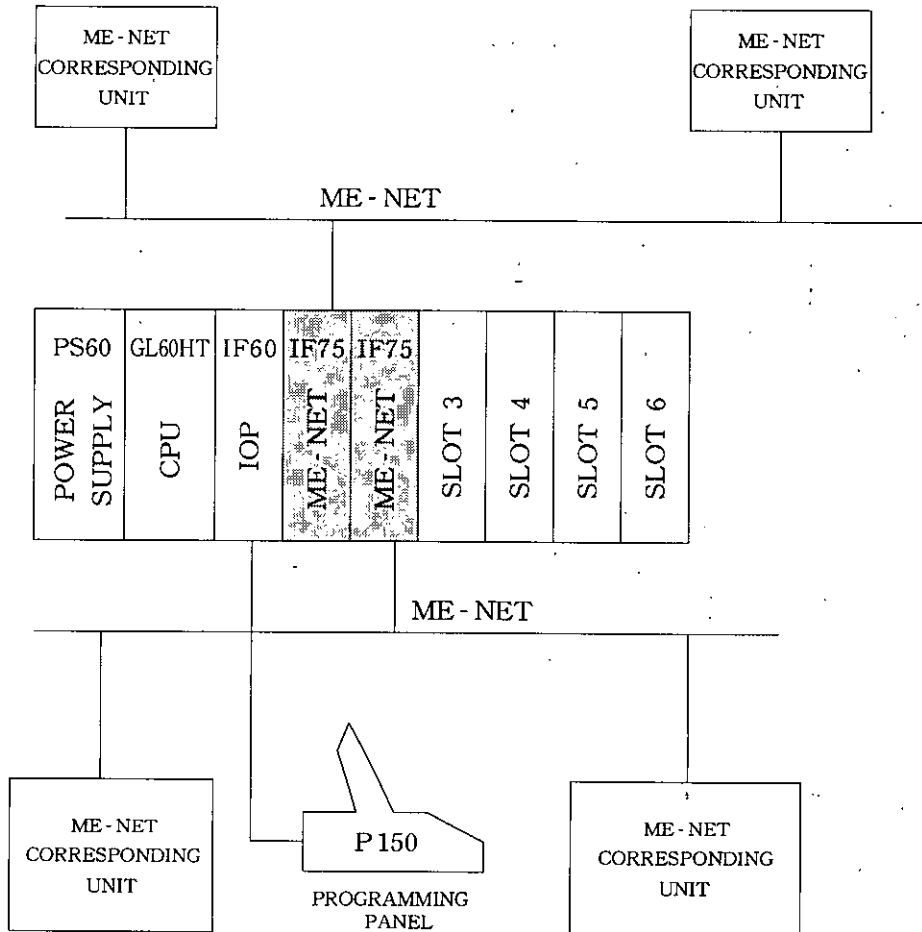 ME-NET
CORRESPONDING
UNIT
ME-NET
CORRESPONDING
UNIT
ME-NET
PS60
POWER
SUPPLY
GL60HT
CPU
IF60
IOP
IF75
ME-NET
IF75
ME-NET
SLOT 3
SLOT 4
SLOT 5
SLOT 6
ME-NET
ME-NET
CORRESPONDING
UNIT
P150
PROGRAMMING
PANEL
ME-NET
CORRESPONDING
UNIT